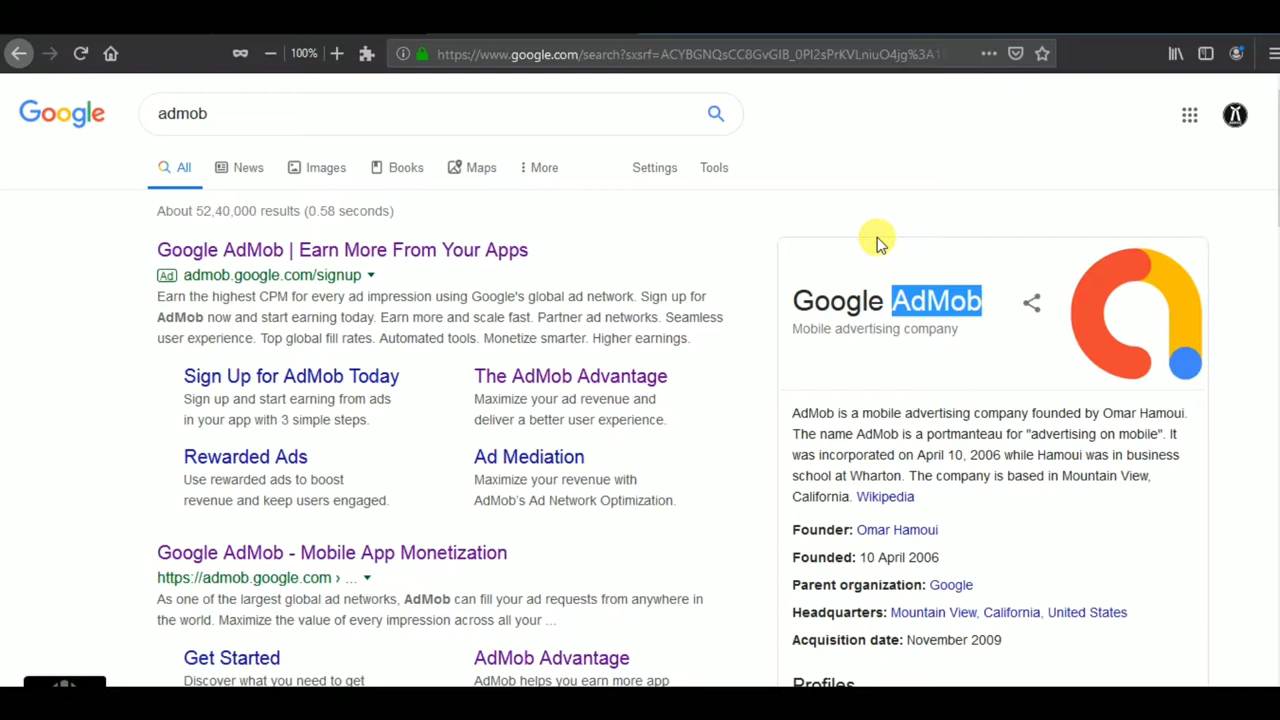 100%
https://www.google.com/search?sxsrf=ACYBGNQsCC8GvGIB_0PI2sPrKVLniuO4jg%3A1
Google
admob
All
News
Images
Books
Maps
More
Settings
Tools
About 52,40,000 results (0.58 seconds)
Google AdMob | Earn More From Your Apps
Ad admob.google.com/signup
Earn the highest CPM for every ad impression using Google's global ad network. Sign up for
AdMob now and start earning today. Earn more and scale fast. Partner ad networks. Seamless
user experience. Top global fill rates. Automated tools. Monetize smarter. Higher earnings.
Sign Up for AdMob Today
Sign up and start earning from ads
in your app with 3 simple steps.
The AdMob Advantage
Maximize your ad revenue and
deliver a better user experience.
Rewarded Ads
Use rewarded ads to boost
revenue and keep users engaged.
Ad Mediation
Maximize your revenue with
AdMob's Ad Network Optimization.
Google AdMob - Mobile App Monetization
https://admob.google.com › ...
As one of the largest global ad networks, AdMob can fill your ad requests from anywhere in
the world. Maximize the value of every impression across all your ...
Get Started
Discover what you need to get
AdMob Advantage
AdMob helps you earn more app
Google AdMob
Mobile advertising company
AdMob is a mobile advertising company founded by Omar Hamoui.
The name AdMob is a portmanteau for "advertising on mobile". It
was incorporated on April 10, 2006 while Hamoui was in business
school at Wharton. The company is based in Mountain View,
California. Wikipedia
Founder: Omar Hamoui
Founded: 10 April 2006
Parent organization: Google
Headquarters: Mountain View, California, United States
Acquisition date: November 2009
Profiles